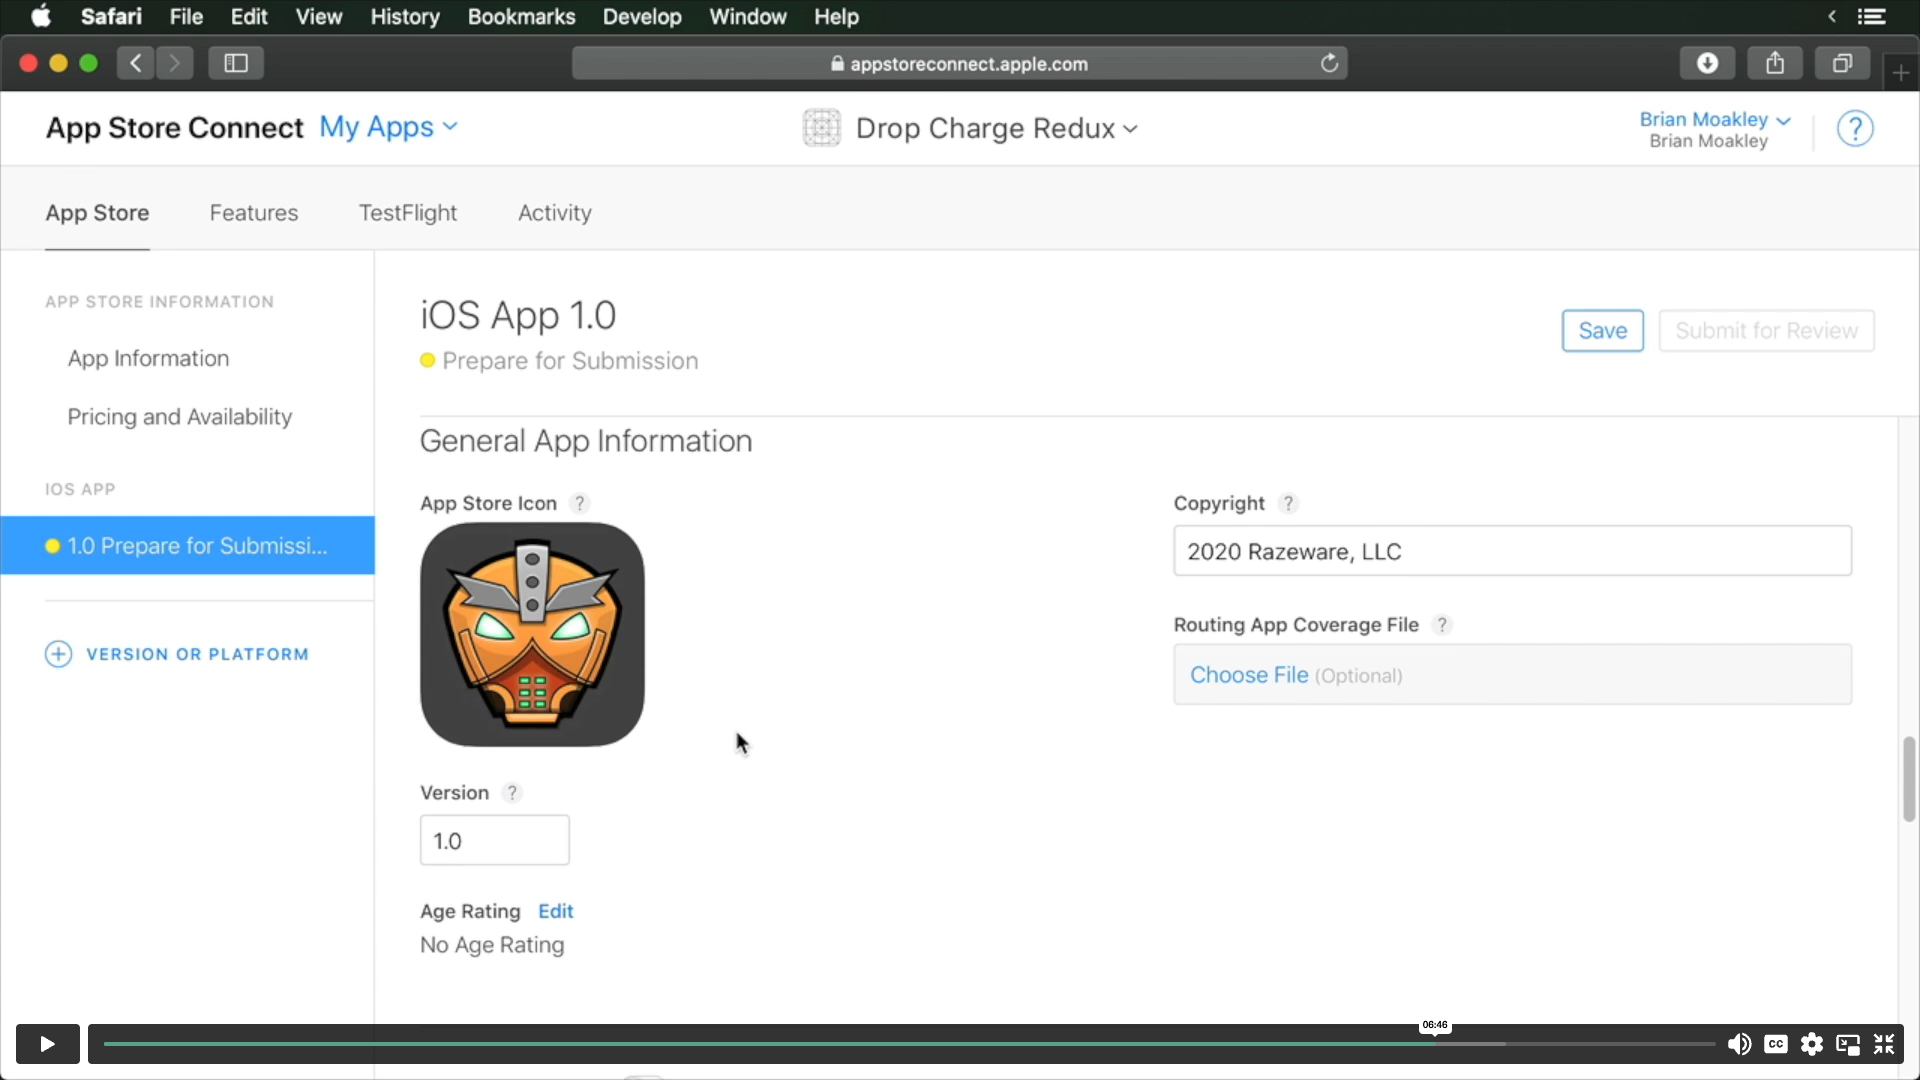 Safari File Edit View History Bookmarks Develop Window Help
appstoreconnect.apple.com
App Store Connect My Apps Drop Charge Redux Brian Moakley ?
Brian Moakley
App Store Features TestFlight Activity
APP STORE INFORMATION
App Information
Pricing and Availability
IOS APP
1.0 Prepare for Submissi...
VERSION OR PLATFORM
iOS App 1.0
Prepare for Submission
Save Submit for Review
General App Information
App Store Icon ?
Version ?
1.0
Age Rating Edit
No Age Rating
Copyright ?
2020 Razeware, LLC
Routing App Coverage File ?
Choose File (Optional)
06:46
CC